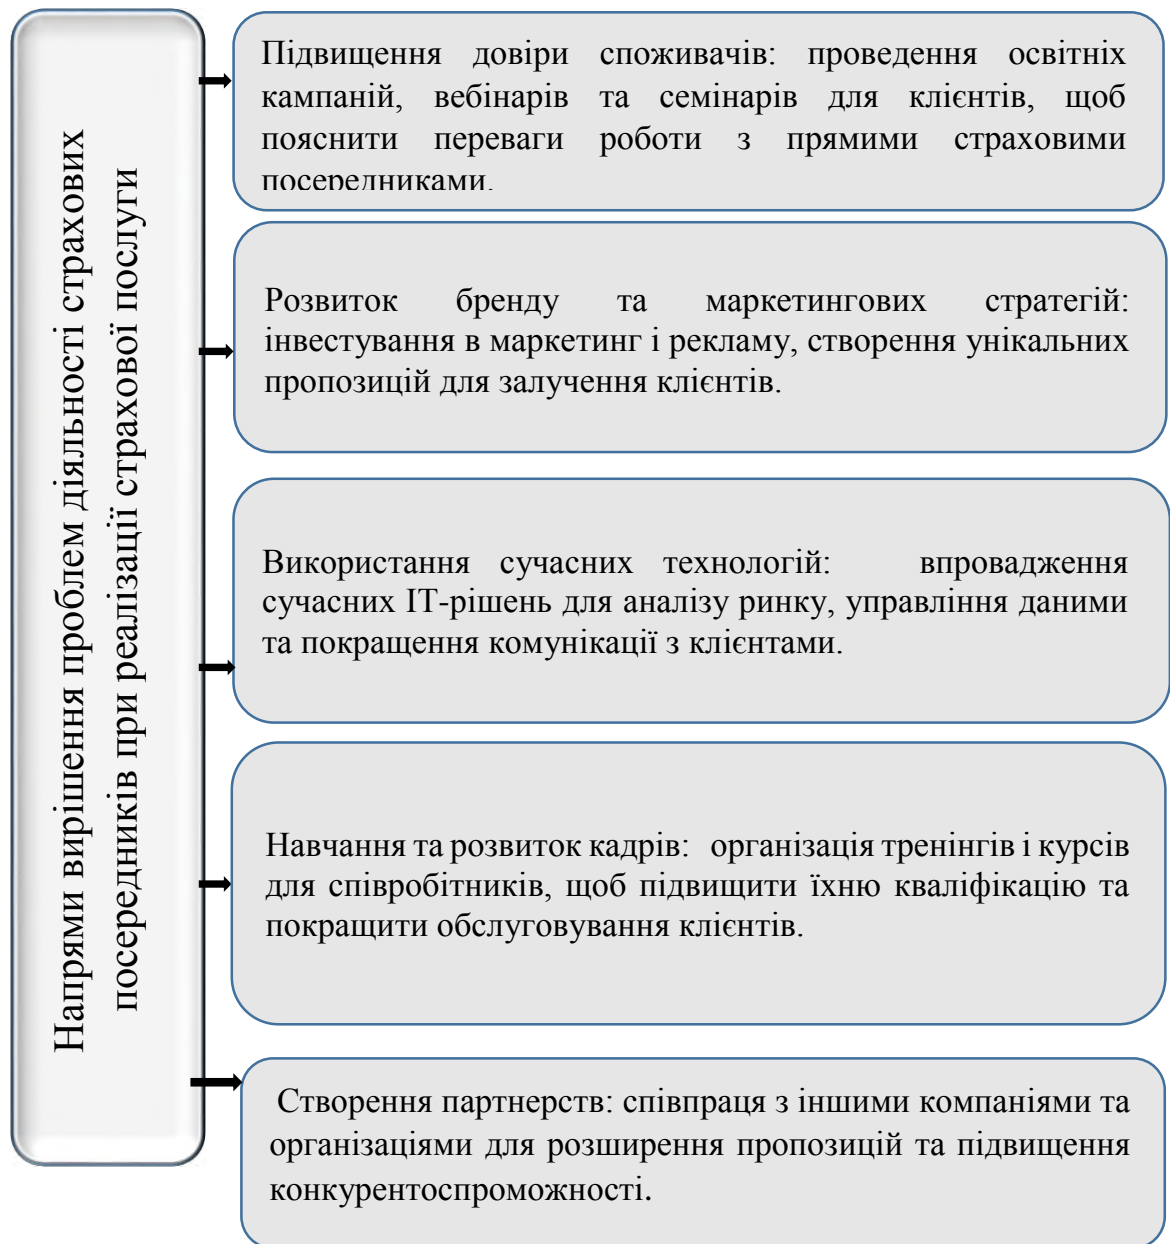 Напрями вирішення проблем діяльності страхових
посередників при реалізації страхової послуги
Підвищення довіри споживачів: проведення освітніх
кампаній, вебінарів та семінарів для клієнтів, щоб
пояснити переваги роботи з прямими страховими
посередниками.
Розвиток бренду та маркетингових стратегій:
інвестування в маркетинг і рекламу, створення унікальних
пропозицій для залучення клієнтів.
Використання сучасних технологій: впровадження
сучасних ІТ-рішень для аналізу ринку, управління даними
та покращення комунікації з клієнтами.
Навчання та розвиток кадрів: організація тренінгів і курсів
для співробітників, щоб підвищити їхню кваліфікацію та
покращити обслуговування клієнтів.
Створення партнерств: співпраця з іншими компаніями та
організаціями для розширення пропозицій та підвищення
конкурентоспроможності.